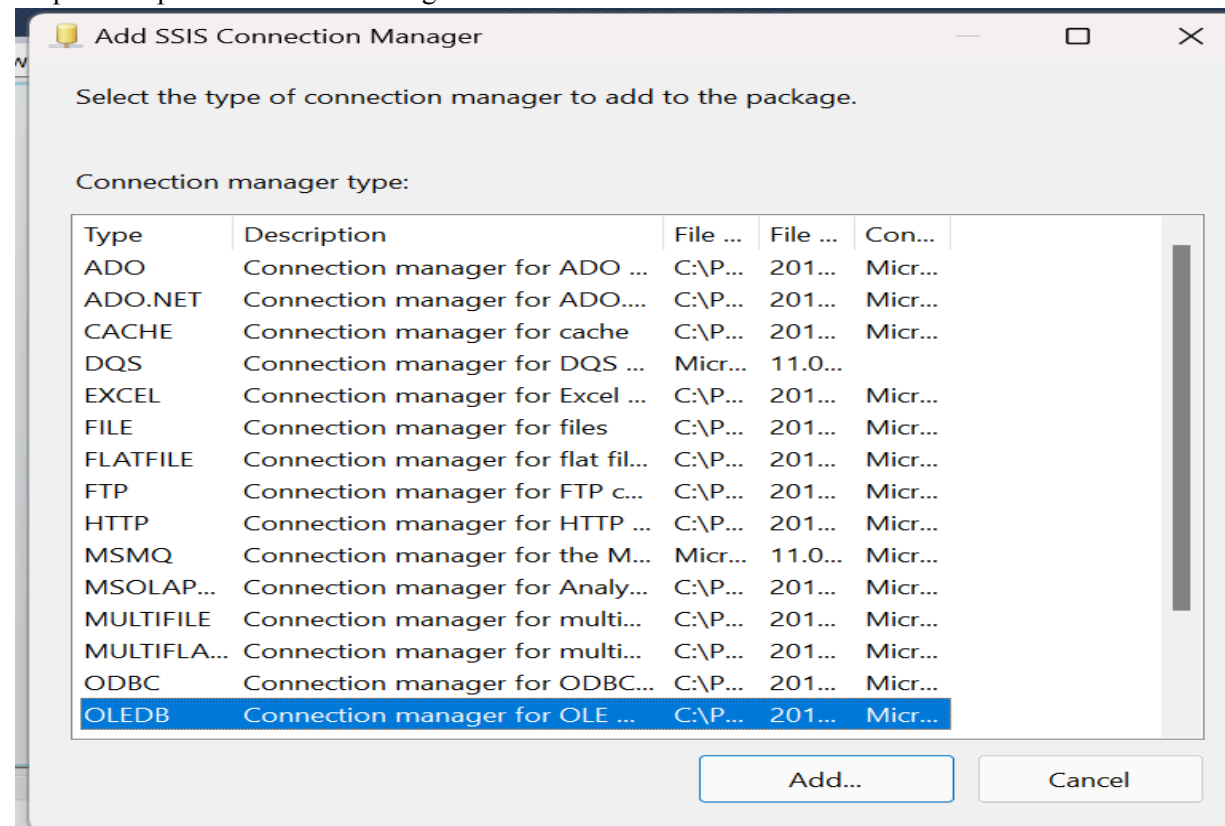 Add SSIS Connection Manager
Select the type of connection manager to add to the package.
Connection manager type:
Type Description File ... File ... Con...
ADO Connection manager for ADO ... C:\P... 201... Micr...
ADO.NET Connection manager for ADO.... C:\P... 201... Micr...
CACHE Connection manager for cache C:\P... 201... Micr...
DQS Connection manager for DQS ... Micr... 11.0...
EXCEL Connection manager for Excel ... C:\P... 201... Micr...
FILE Connection manager for files C:\P... 201... Micr...
FLATFILE Connection manager for flat fil... C:\P... 201... Micr...
FTP Connection manager for FTP c... C:\P... 201... Micr...
HTTP Connection manager for HTTP ... C:\P... 201... Micr...
MSMQ Connection manager for the M... Micr... 11.0... Micr...
MSOLAP... Connection manager for Analy... C:\P... 201... Micr...
MULTIFILE Connection manager for multi... C:\P... 201... Micr...
MULTIFLA... Connection manager for multi... C:\P... 201... Micr...
ODBC Connection manager for ODBC... C:\P... 201... Micr...
OLEDB Connection manager for OLE ... C:\P... 201... Micr...
Add... Cancel